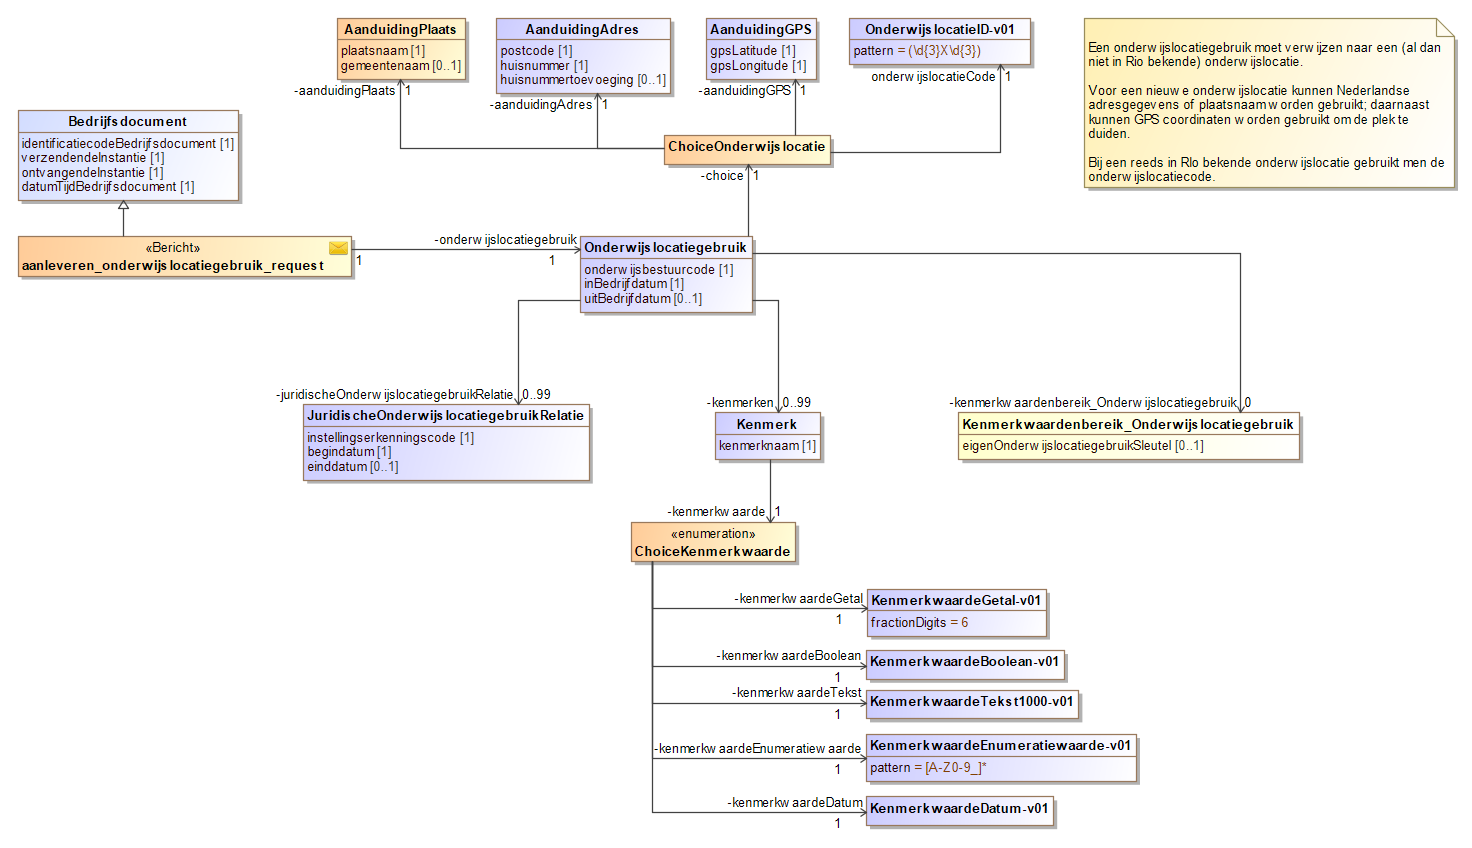 AanduidingPlaats
plaatsnaam [1]
gemeentenaam [0..1]
AanduidingAdres
postcode [1]
huisnummer [1]
huisnummertoevoeging [0..1]
AanduidingGPS
gpsLatitude [1]
gpsLongitude [1]
OnderwijslocatieID-v01
pattern = (\d{3}X\d{3})
Een onderwijslocatiegebruik moet verwijzen naar een (al dan
niet in Rio bekende) onderwijslocatie.
Voor een nieuwe onderwijslocatie kunnen Nederlandse
adresgegevens of plaatsnaam worden gebruikt; daarnaast
kunnen GPS coordinaten worden gebruikt om de plek te
duiden.
Bij een reeds in RIo bekende onderwijslocatie gebruikt men de
onderwijslocatiecode.
-aanduidingPlaats 1
-aanduidingAdres 1
-aanduidingGPS 1
onderwijslocatieCode 1
Bedrijfsdocument
identificatiecodeBedrijfsdocument [1]
verzendendeInstantie [1]
ontvangendeInstantie [1]
datumTijdBedrijfsdocument [1]
ChoiceOnderwijslocatie
-choice 1
«Bericht»
aanleveren_onderwijslocatiegebruik_request
1
-onderwijslocatiegebruik
1
Onderwijslocatiegebruik
onderwijsbestuurcode [1]
inBedrijfdatum [1]
uitBedrijfdatum [0..1]
-juridischeOnderwijslocatiegebruikRelatie 0..99
JuridischeOnderwijslocatiegebruikRelatie
instellingserkenningscode [1]
begindatum [1]
einddatum [0..1]
-kenmerken 0..99
Kenmerk
kenmerknaam [1]
-kenmerkwaardenbereik_Onderwijslocatiegebruik 0
Kenmerkwaardenbereik_Onderwijslocatiegebruik
eigenOnderwijslocatiegebruikSleutel [0..1]
-kenmerkwaarde 1
«enumeration»
ChoiceKenmerkwaarde
-kenmerkwaardeGetal
1
KenmerkwaardeGetal-v01
fractionDigits = 6
-kenmerkwaardeBoolean
1
KenmerkwaardeBoolean-v01
-kenmerkwaardeTekst
1
KenmerkwaardeTekst1000-v01
-kenmerkwaardeEnumeratiewaarde
1
KenmerkwaardeEnumeratiewaarde-v01
pattern = [A-Z0-9_]*
-kenmerkwaardeDatum
1
KenmerkwaardeDatum-v01